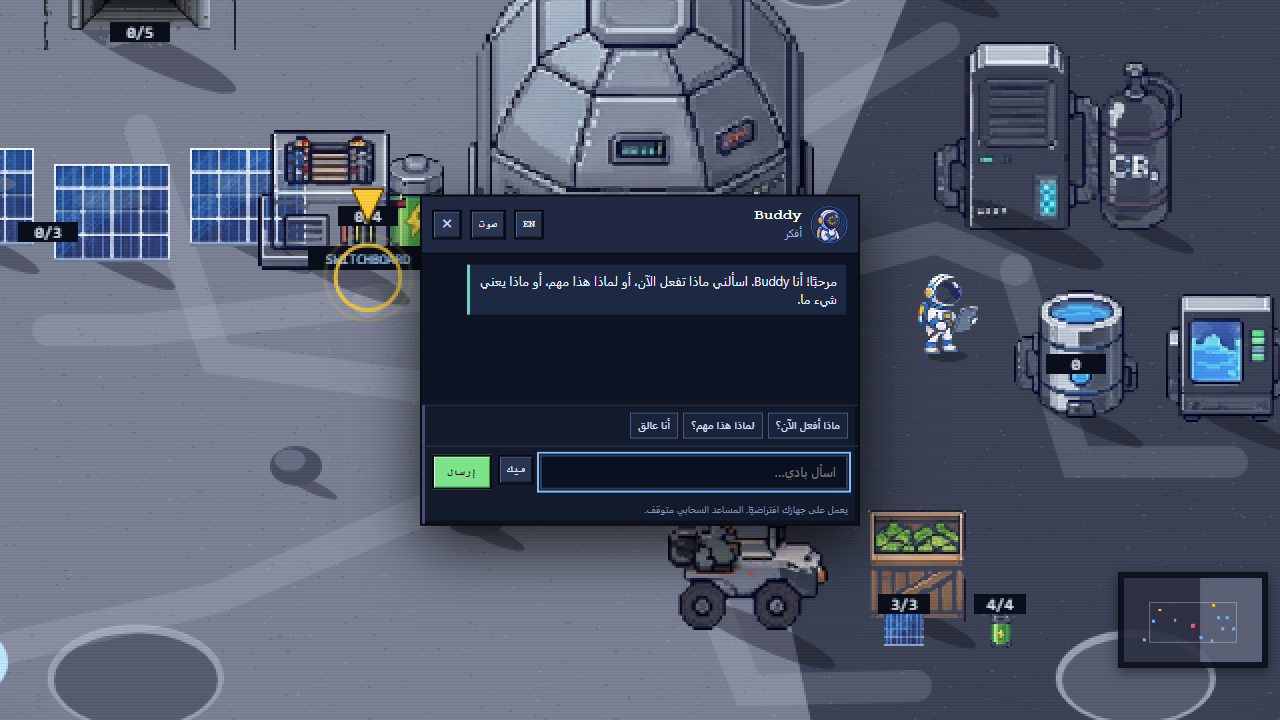 0/5
0/3
0/4
SWITCHBOARD
Buddy
أفكر
EN
صوت
✕
مرحبًا! أنا Buddy. اسألني ماذا تفعل الآن، أو لماذا هذا مهم، أو ماذا يعني
شيء ما.
ماذا أفعل الآن؟
لماذا هذا مهم؟
أنا عالق
اسأل بادي...
ميك
إرسال
يعمل على جهازك افتراضيًا. المساعد السحابي متوقف.
0
3/3
4/4